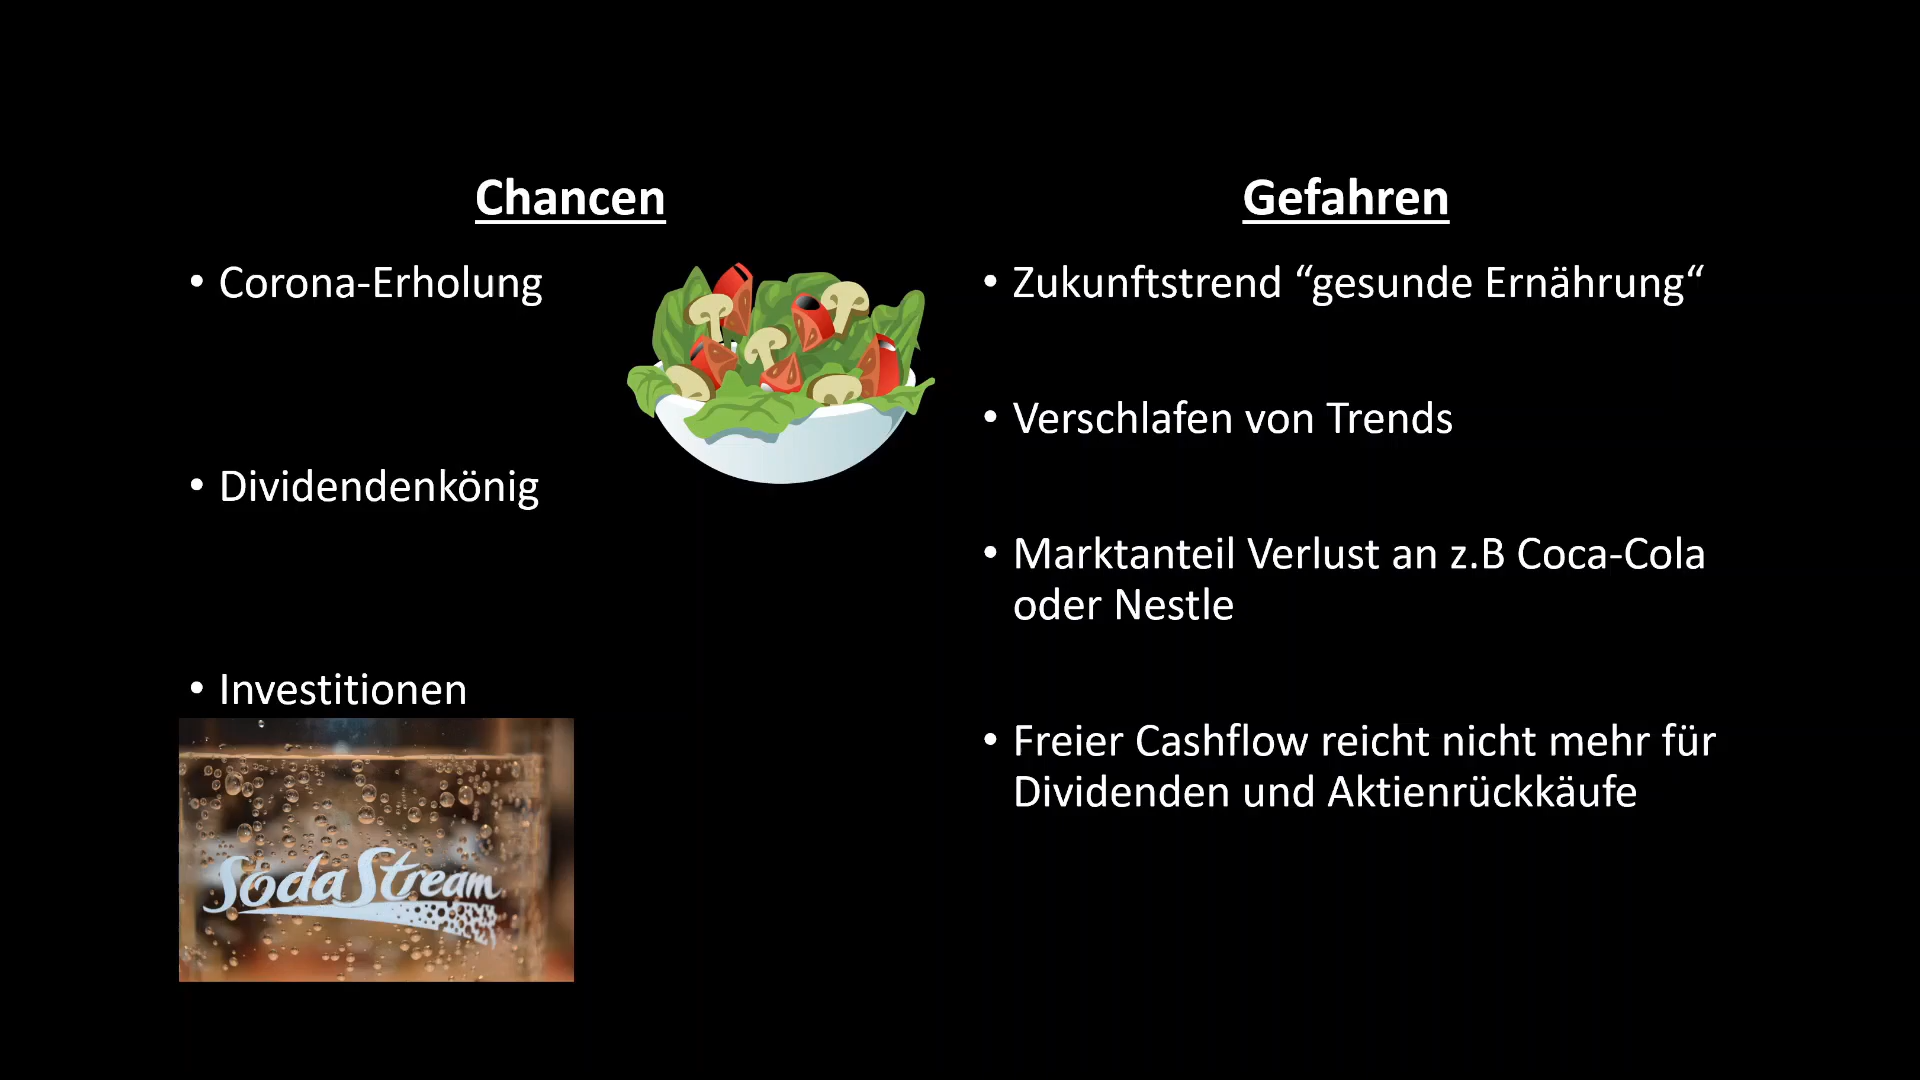 Chancen
• Corona-Erholung
• Dividendenkönig
• Investitionen
SodaStream
Gefahren
• Zukunftstrend “gesunde Ernährung“
• Verschlafen von Trends
• Marktanteil Verlust an z.B Coca-Cola
oder Nestle
• Freier Cashflow reicht nicht mehr für
Dividenden und Aktienrückkäufe